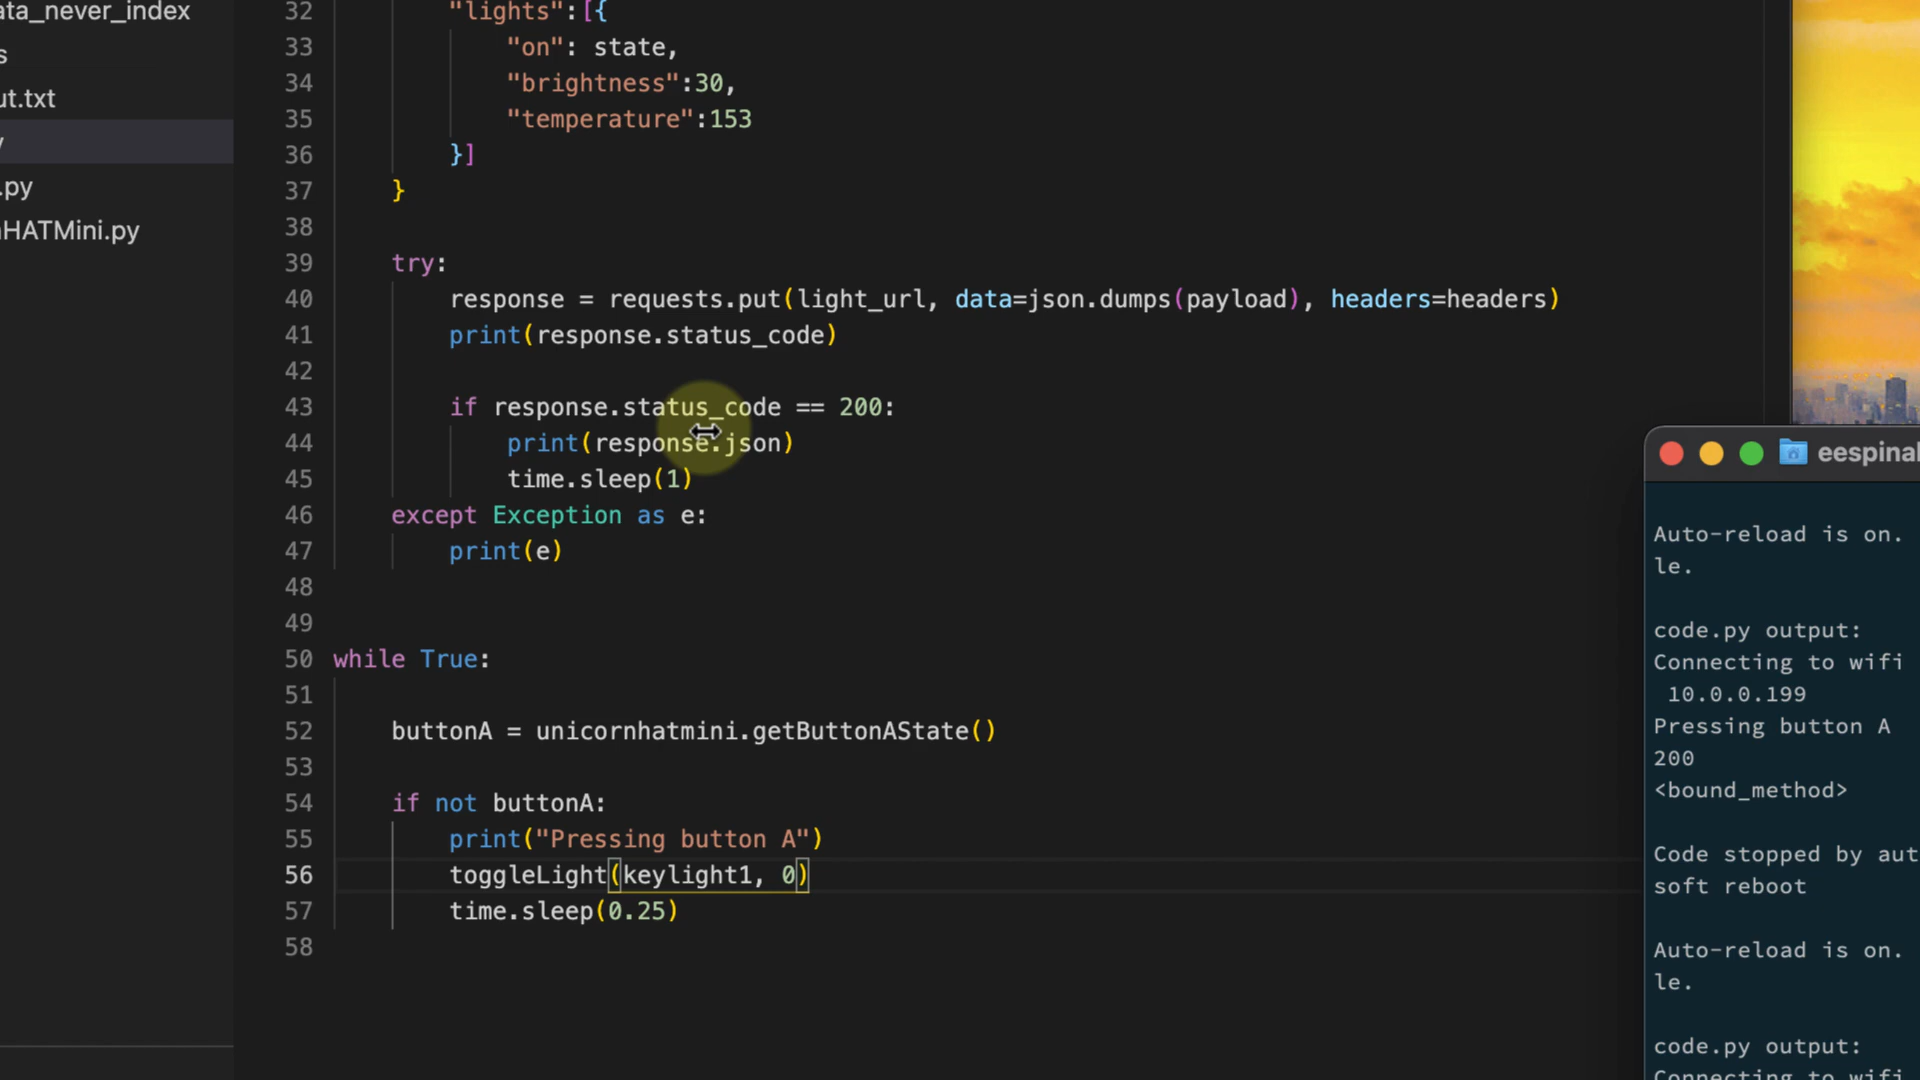 ata_never_index
s
ut.txt
y
.py
HATMini.py
32 "lights":[{
33 "on": state,
34 "brightness":30,
35 "temperature":153
36 }]
37 }
38
39 try:
40 response = requests.put(light_url, data=json.dumps(payload), headers=headers)
41 print(response.status_code)
42
43 if response.status_code == 200:
44 print(response.json)
45 time.sleep(1)
46 except Exception as e:
47 print(e)
48
49
50 while True:
51
52 buttonA = unicornhatmini.getButtonAState()
53
54 if not buttonA:
55 print("Pressing button A")
56 toggleLight(keylight1, 0)
57 time.sleep(0.25)
58
eespinal
Auto-reload is on.
le.
code.py output:
Connecting to wifi
10.0.0.199
Pressing button A
200
<bound_method>
Code stopped by aut
soft reboot
Auto-reload is on.
le.
code.py output:
Connecting to wifi